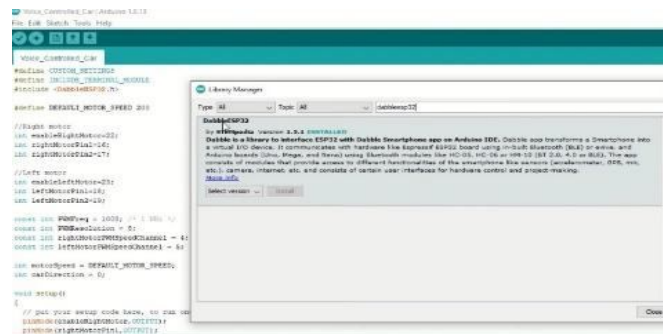 Voice_Controlled_Car | Arduino 1.8.13
File Edit Sketch Tools Help
Voice_Controlled_Car
#define CUSTOM_SETTINGS
#define INCLUDE_TERMINAL_MODULE
#include <DabbleESP32.h>
#define DEFAULT_MOTOR_SPEED 200
//Right motor
int enableRightMotor=22;
int rightMotorPin1=16;
int rightMotorPin2=17;
//Left motor
int enableLeftMotor=23;
int leftMotorPin1=18;
int leftMotorPin2=19;
const int PWMFreq = 1000; /* 1 KHz */
const int PWMResolution = 8;
const int rightMotorPWMSpeedChannel = 4;
const int leftMotorPWMSpeedChannel = 5;
int motorSpeed = DEFAULT_MOTOR_SPEED;
int carDirection = 0;
void setup()
{
// put your setup code here, to run on
pinMode(enableRightMotor,OUTPUT);
pinMode(rightMotorPin1,OUTPUT);
Library Manager
Type All Topic All dabbleesp32
DabbleESP32
by STEMpedia Version 1.5.1 INSTALLED
Dabble is a library to interface ESP32 with Dabble Smartphone app on Arduino IDE. Dabble app transforms a Smartphone into
a virtual I/O device. It communicates with hardware like Espressif ESP32 board using in-built Bluetooth (BLE) or evive, and
Arduino boards (Uno, Mega, and Nano) using Bluetooth modules like HC-05, HC-06 or HM-10 (BT 2.0, 4.0 or BLE). The app
consists of modules that provide access to different functionalities of the smartphone like sensors (accelerometer, GPS, mic,
etc.), camera, internet, etc. and consists of certain user interfaces for hardware control and project-making.
More info
Select version Install
Close